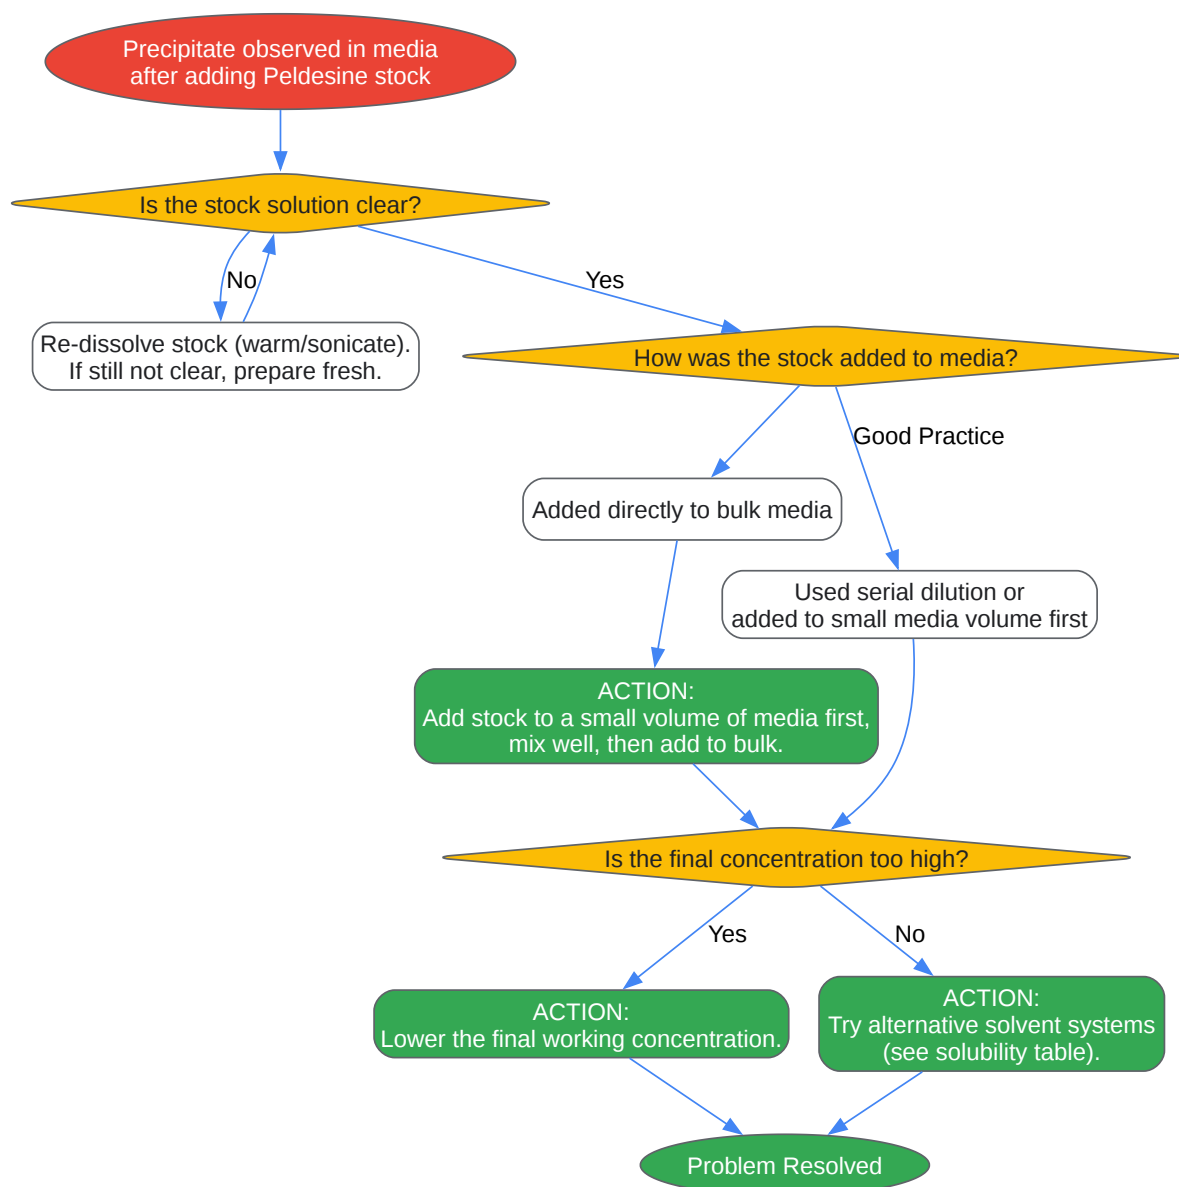 Precipitate observed in media
after adding Peldesine stock
Is the stock solution clear?
No
Yes
Re-dissolve stock (warm/sonicate).
If still not clear, prepare fresh.
How was the stock added to media?
Good Practice
Added directly to bulk media
Used serial dilution or
added to small media volume first
ACTION:
Add stock to a small volume of media first,
mix well, then add to bulk.
Is the final concentration too high?
Yes
No
ACTION:
Lower the final working concentration.
ACTION:
Try alternative solvent systems
(see solubility table).
Problem Resolved